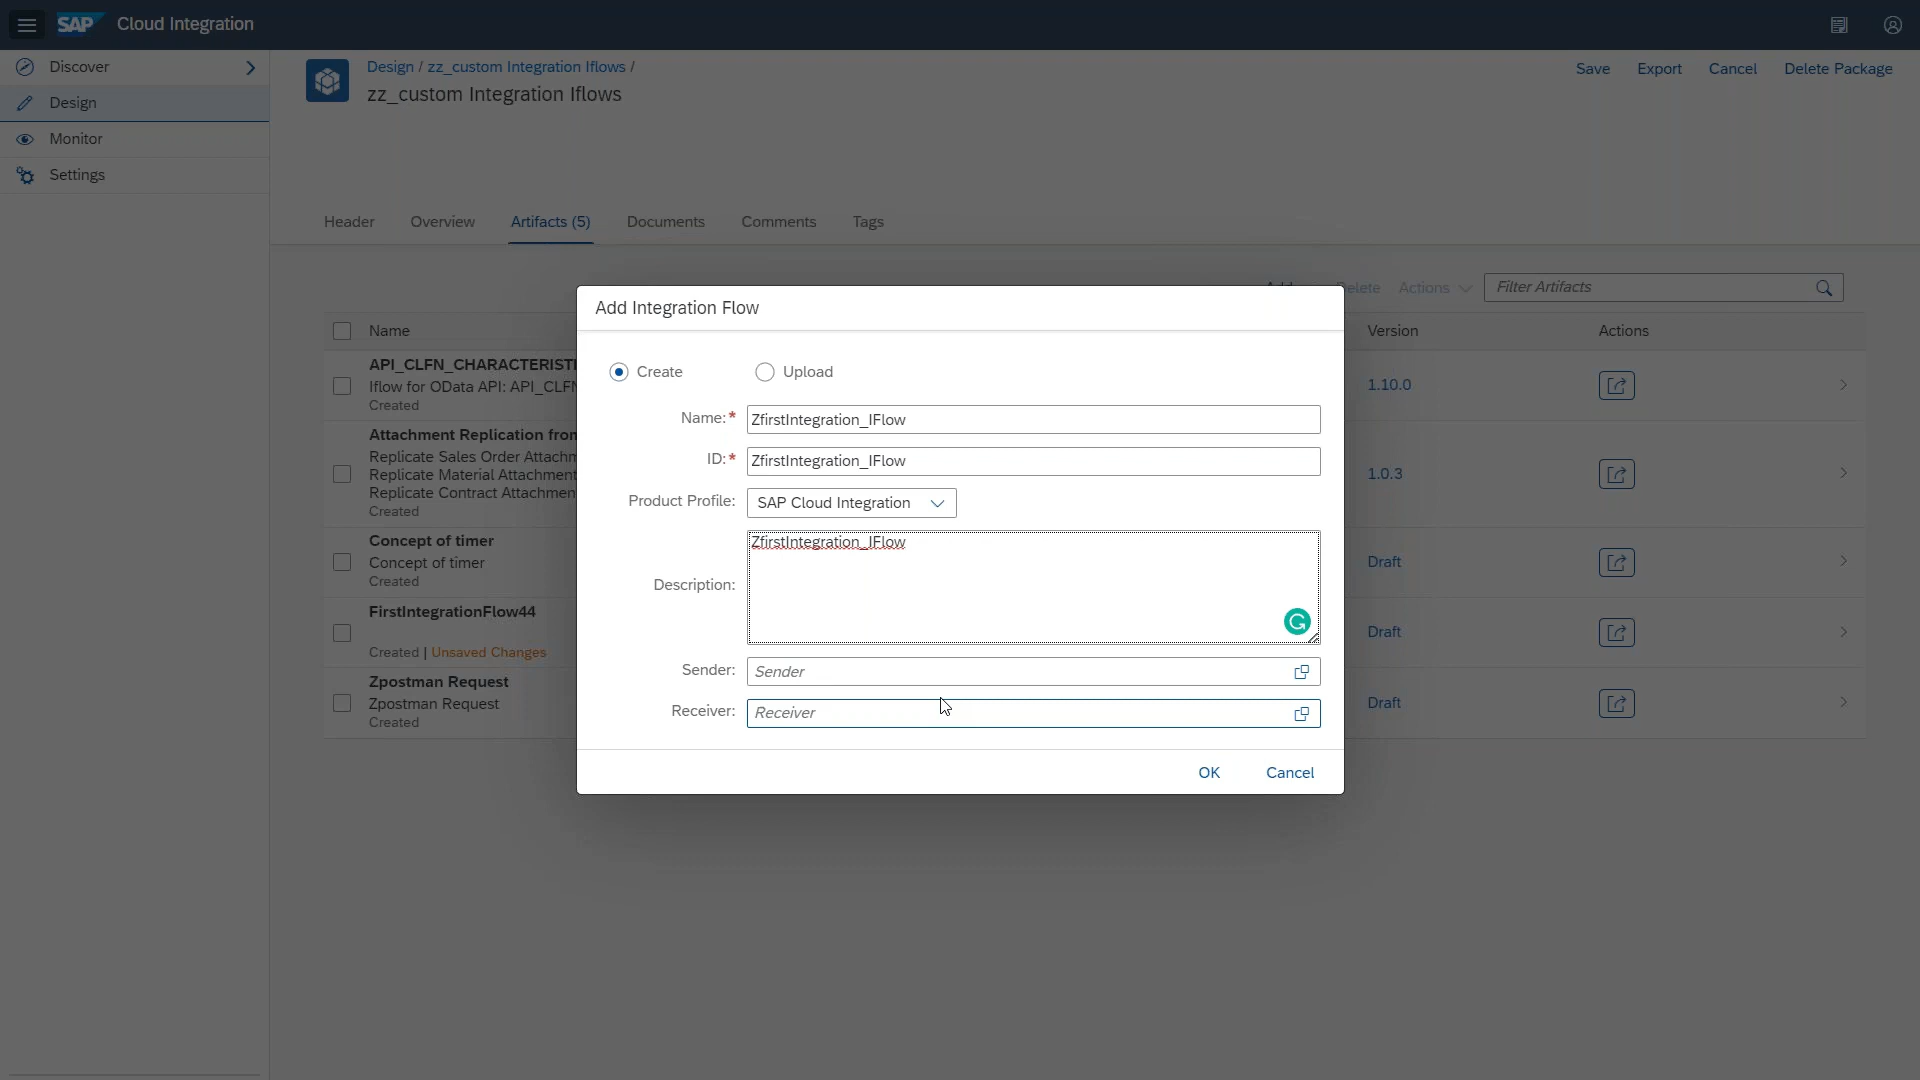 SAP Cloud Integration
Discover
Design
Monitor
Settings
Design / zz_custom Integration Iflows /
zz_custom Integration Iflows
Save Export Cancel Delete Package
Header Overview Artifacts (5) Documents Comments Tags
Add Delete Actions Filter Artifacts
Name Version Actions
API_CLFN_CHARACTERISTI
Iflow for OData API: API_CLFN
Created
1.10.0
Attachment Replication from
Replicate Sales Order Attachm
Replicate Material Attachment
Replicate Contract Attachmen
Created
1.0.3
Concept of timer
Concept of timer
Created
Draft
FirstIntegrationFlow44
Created | Unsaved Changes
Draft
Zpostman Request
Zpostman Request
Created
Draft
Add Integration Flow
Create Upload
Name:* ZfirstIntegration_IFlow
ID:* ZfirstIntegration_IFlow
Product Profile: SAP Cloud Integration
Description: ZfirstIntegration_IFlow
Sender: Sender
Receiver: Receiver
OK Cancel